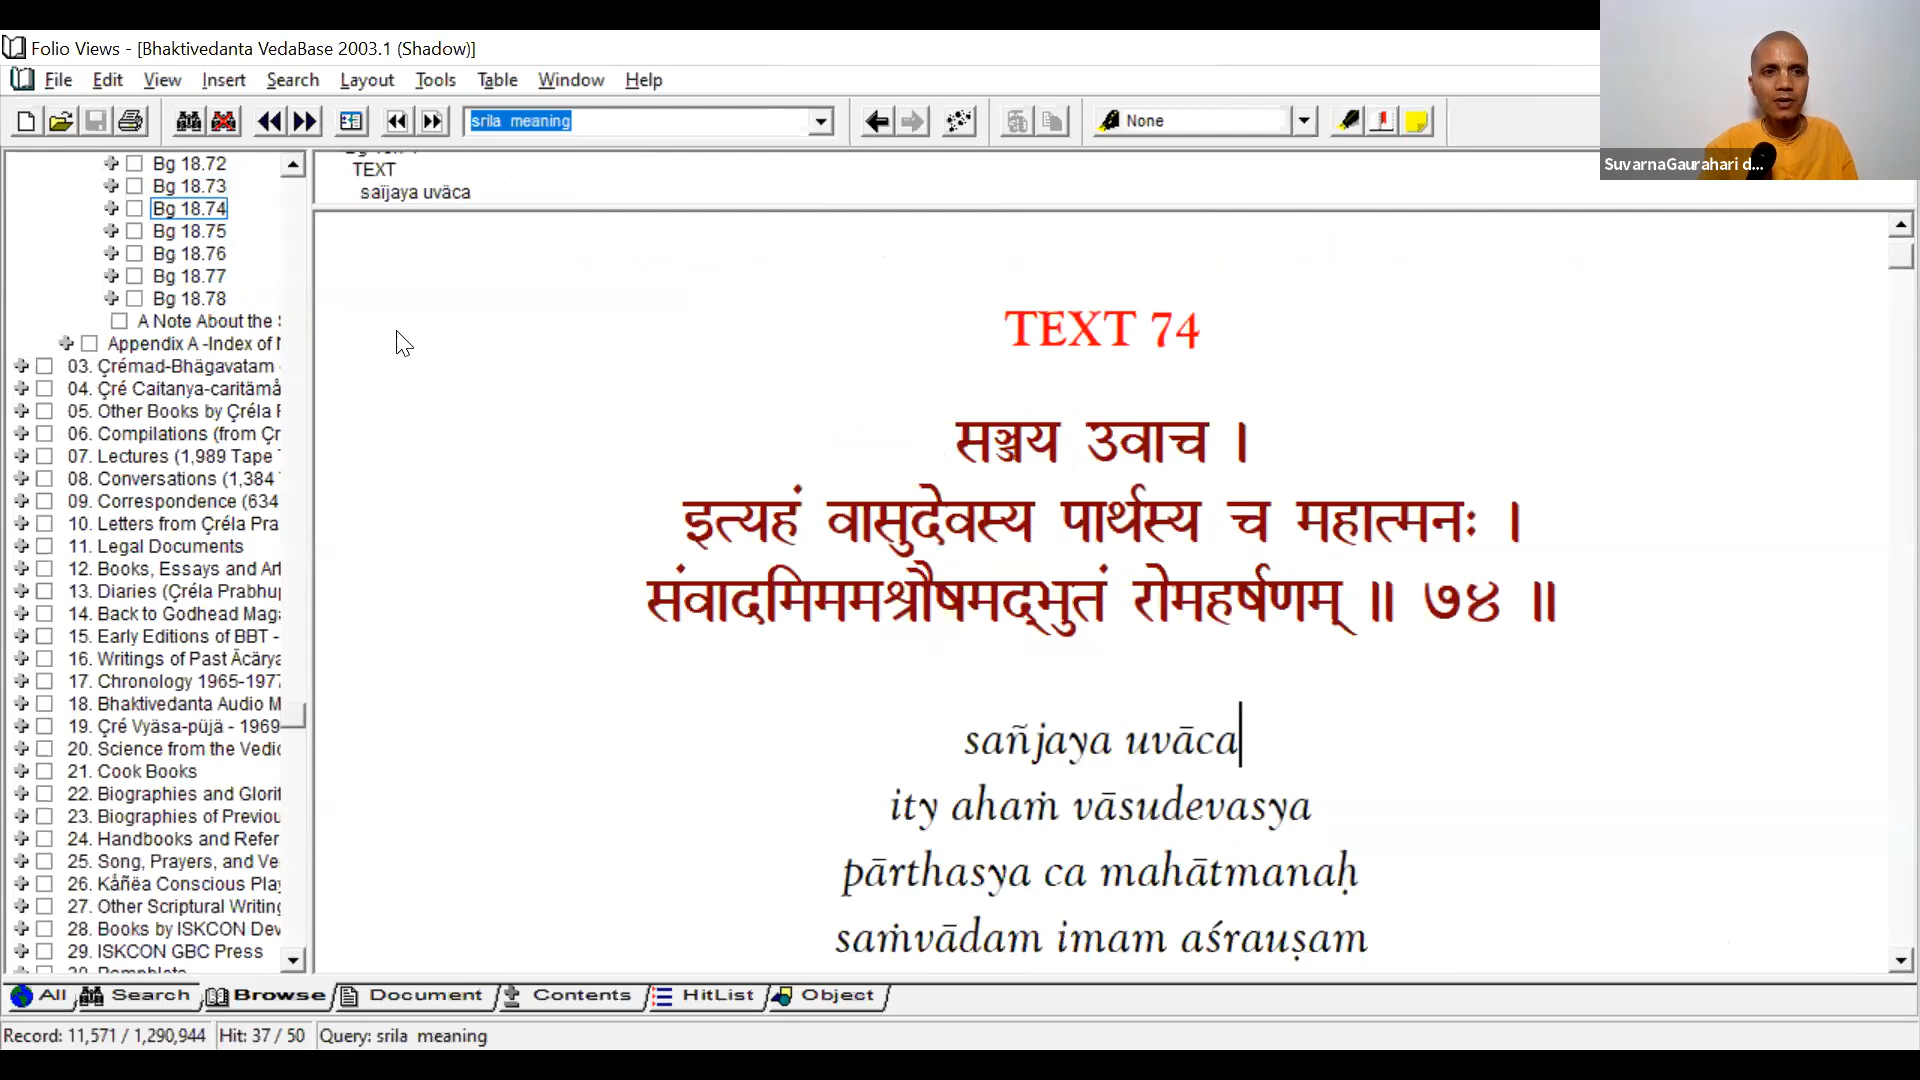 Folio Views - [Bhaktivedanta VedaBase 2003.1 (Shadow)]
File Edit View Insert Search Layout Tools Table Window Help
srila meaning
None
SuvarnaGaurahari d...
Bg 18.72
Bg 18.73
Bg 18.74
Bg 18.75
Bg 18.76
Bg 18.77
Bg 18.78
A Note About the
Appendix A -Index of
03. Çrémad-Bhägavatam
04. Çré Caitanya-caritämå
05. Other Books by Çréla
06. Compilations (from Çr
07. Lectures (1,989 Tape
08. Conversations (1,384
09. Correspondence (634
10. Letters from Çréla Pra
11. Legal Documents
12. Books, Essays and Art
13. Diaries (Çréla Prabhu
14. Back to Godhead Mag
15. Early Editions of BBT -
16. Writings of Past Äcärya
17. Chronology 1965-1977
18. Bhaktivedanta Audio M
19. Çré Vyäsa-püjä - 1969
20. Science from the Vedic
21. Cook Books
22. Biographies and Glorif
23. Biographies of Previou
24. Handbooks and Refer
25. Song, Prayers, and Ve
26. Kåñëa Conscious Play
27. Other Scriptural Writing
28. Books by ISKCON Dev
29. ISKCON GBC Press
TEXT
saïjaya uväca
TEXT 74
सञ्जय उवाच ।
इत्यहं वासुदेवस्य पार्थस्य च महात्मनः ।
संवादमिममश्रौषमद्भुतं रोमहर्षणम् ॥ ७४ ॥
sañjaya uvāca
ity ahaṁ vāsudevasya
pārthasya ca mahātmanaḥ
saṁvādam imam aśrauṣam
All Search Browse Document Contents HitList Object
Record: 11,571 / 1,290,944 Hit: 37 / 50 Query: srila meaning